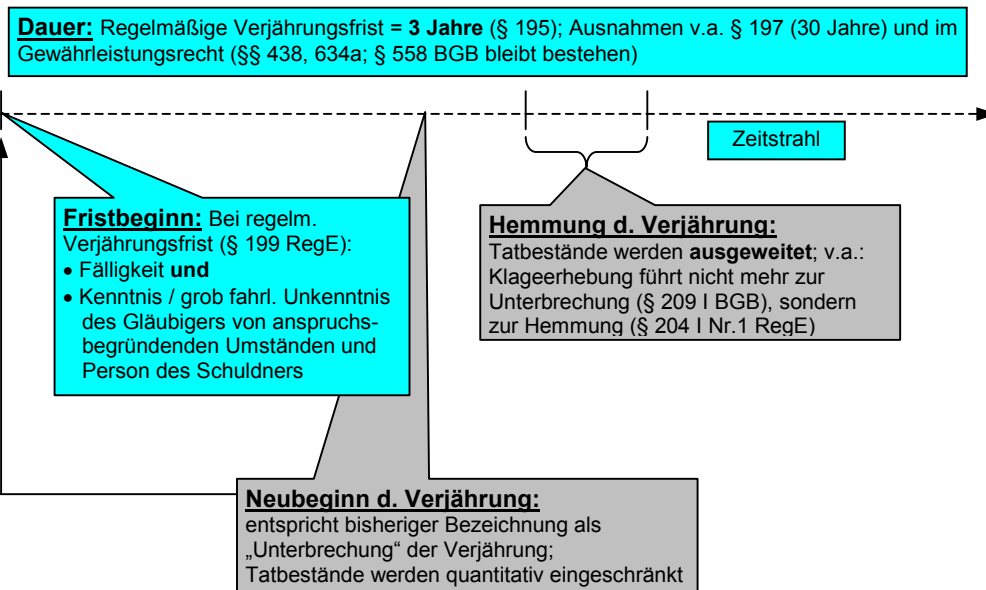 Dauer: Regelmäßige Verjährungsfrist = 3 Jahre (§ 195); Ausnahmen v.a. § 197 (30 Jahre) und im
Gewährleistungsrecht (§§ 438, 634a; § 558 BGB bleibt bestehen)
Zeitstrahl
Fristbeginn: Bei regelm.
Verjährungsfrist (§ 199 RegE):
• Fälligkeit und
• Kenntnis / grob fahrl. Unkenntnis
des Gläubigers von anspruchs-
begründenden Umständen und
Person des Schuldners
Hemmung d. Verjährung:
Tatbestände werden ausgeweitet; v.a.:
Klageerhebung führt nicht mehr zur
Unterbrechung (§ 209 I BGB), sondern
zur Hemmung (§ 204 I Nr.1 RegE)
Neubeginn d. Verjährung:
entspricht bisheriger Bezeichnung als
„Unterbrechung“ der Verjährung;
Tatbestände werden quantitativ eingeschränkt